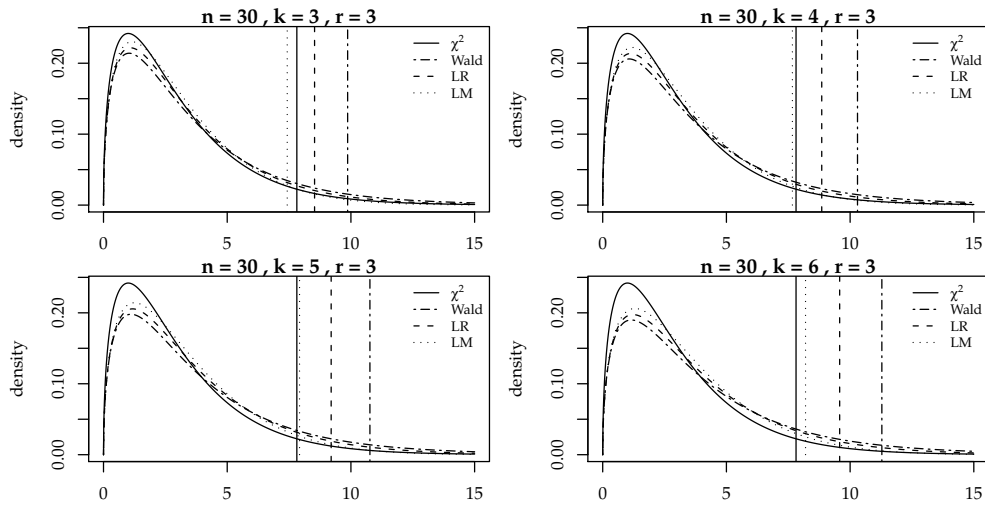 n = 30 , k = 3 , r = 3
density
0.00 0.10 0.20
0 5 10 15
χ²
Wald
LR
LM
n = 30 , k = 4 , r = 3
density
0.00 0.10 0.20
0 5 10 15
χ²
Wald
LR
LM
n = 30 , k = 5 , r = 3
density
0.00 0.10 0.20
0 5 10 15
χ²
Wald
LR
LM
n = 30 , k = 6 , r = 3
density
0.00 0.10 0.20
0 5 10 15
χ²
Wald
LR
LM